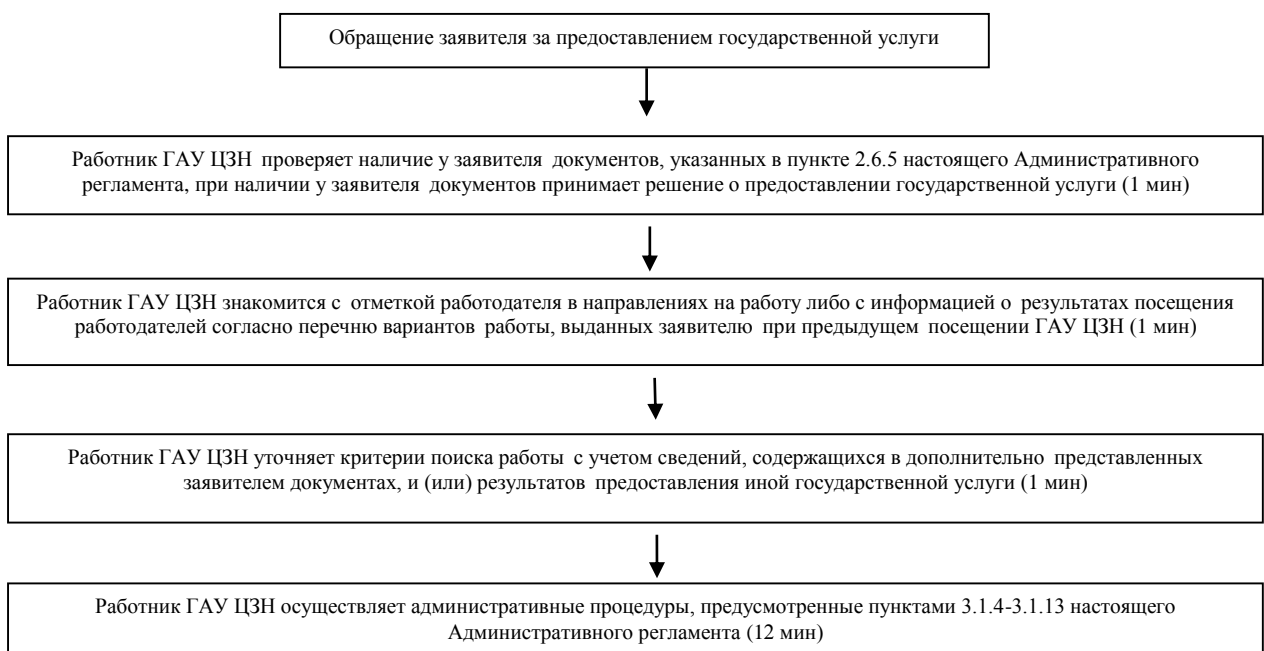 Обращение заявителя за предоставлением государственной услуги
Работник ГАУ ЦЗН проверяет наличие у заявителя документов, указанных в пункте 2.6.5 настоящего Административного
регламента, при наличии у заявителя документов принимает решение о предоставлении государственной услуги (1 мин)
Работник ГАУ ЦЗН знакомится с отметкой работодателя в направлениях на работу либо с информацией о результатах посещения
работодателей согласно перечню вариантов работы, выданных заявителю при предыдущем посещении ГАУ ЦЗН (1 мин)
Работник ГАУ ЦЗН уточняет критерии поиска работы с учетом сведений, содержащихся в дополнительно представленных
заявителем документах, и (или) результатов предоставления иной государственной услуги (1 мин)
Работник ГАУ ЦЗН осуществляет административные процедуры, предусмотренные пунктами 3.1.4-3.1.13 настоящего
Административного регламента (12 мин)